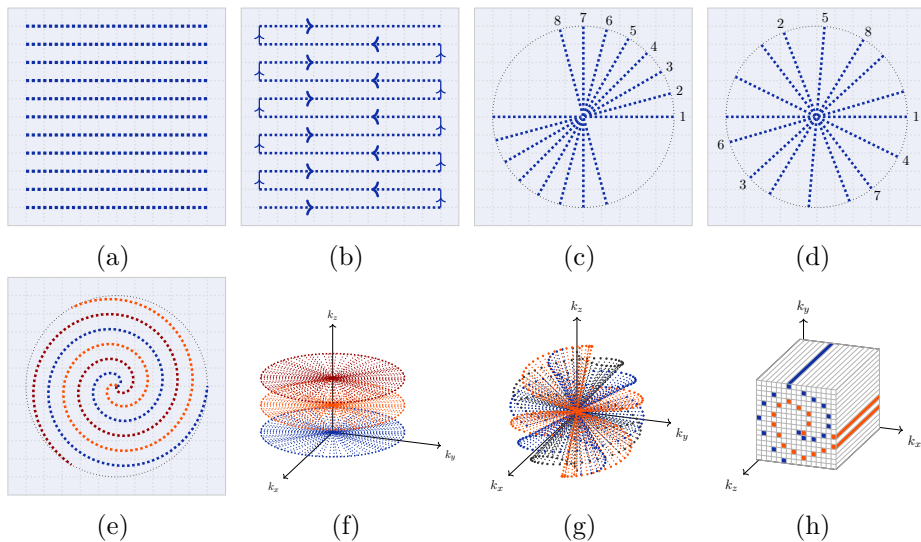 8 7 6 5 4 3 2 1
2 5 8 1 4 7 3 6
(a) (b) (c) (d)
k_z k_y k_x
k_z k_y k_x
k_y k_x k_z
(e) (f) (g) (h)